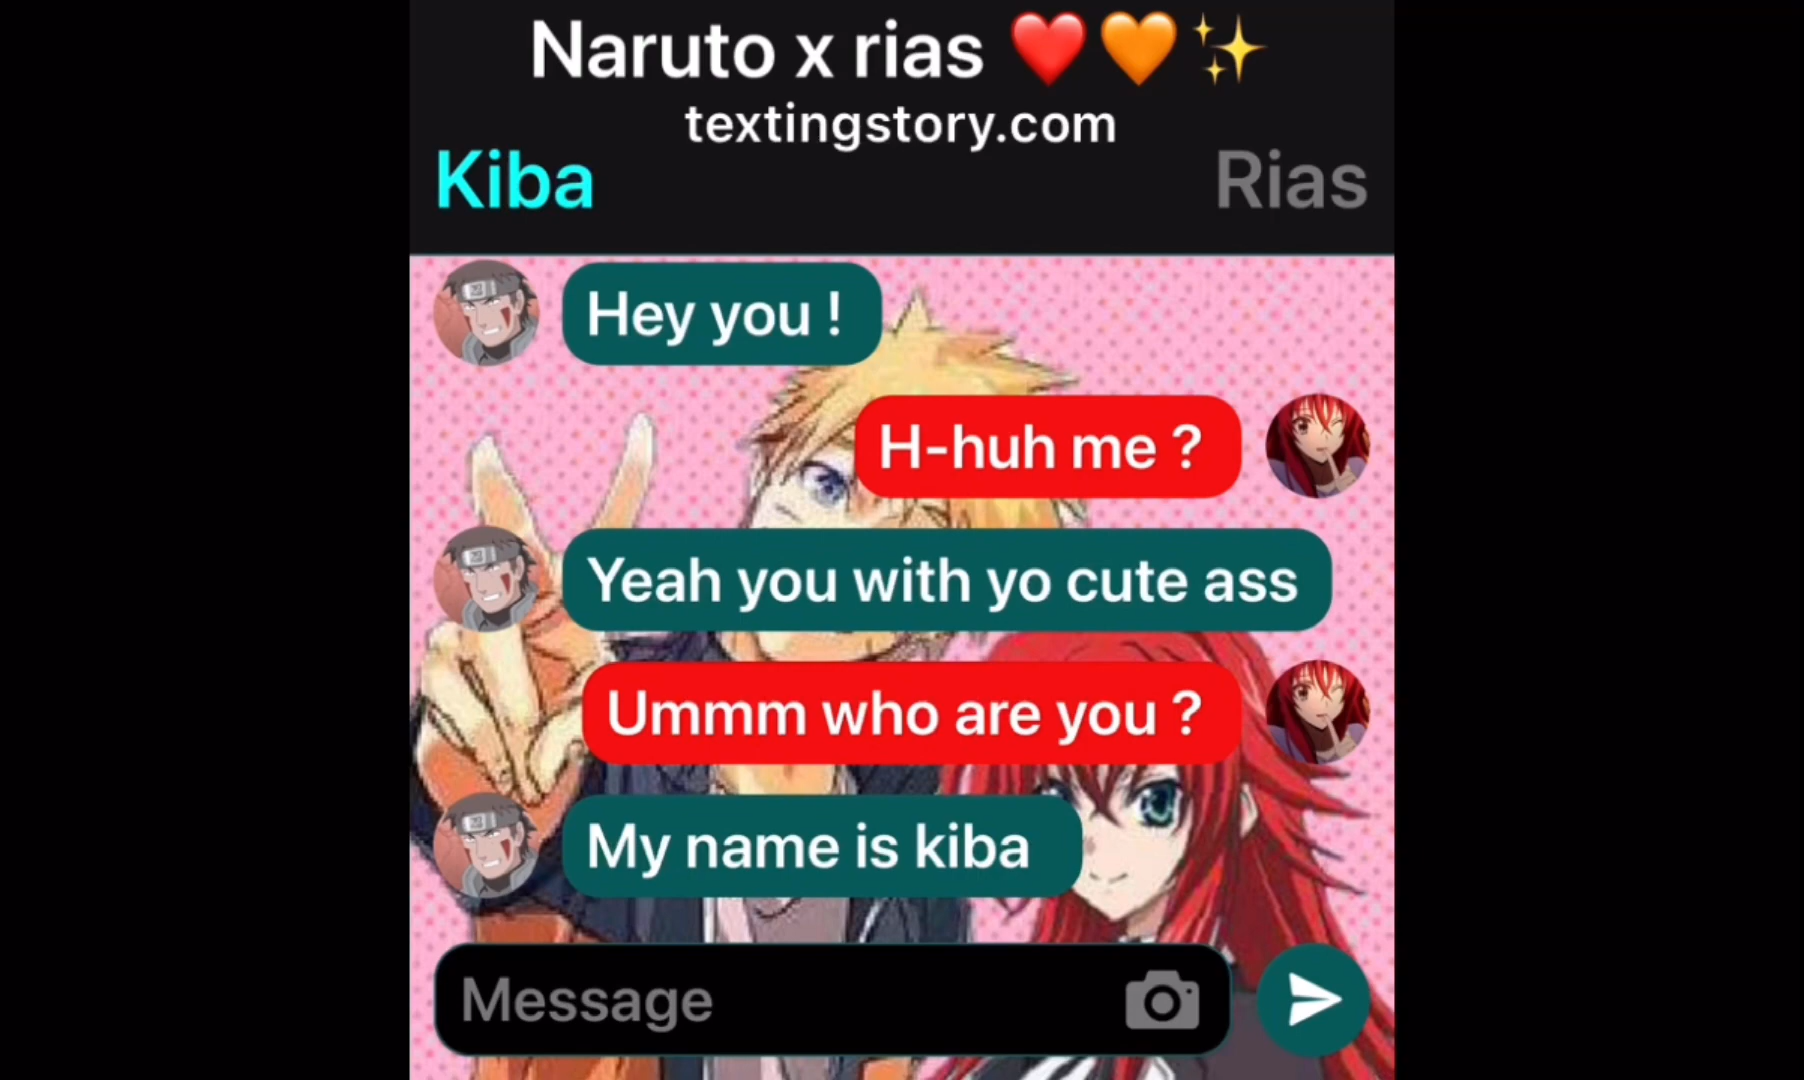 Naruto x rias ❤️🧡✨
textingstory.com
Kiba
Rias
Hey you !
H-huh me ?
Yeah you with yo cute ass
Ummm who are you ?
My name is kiba
Message